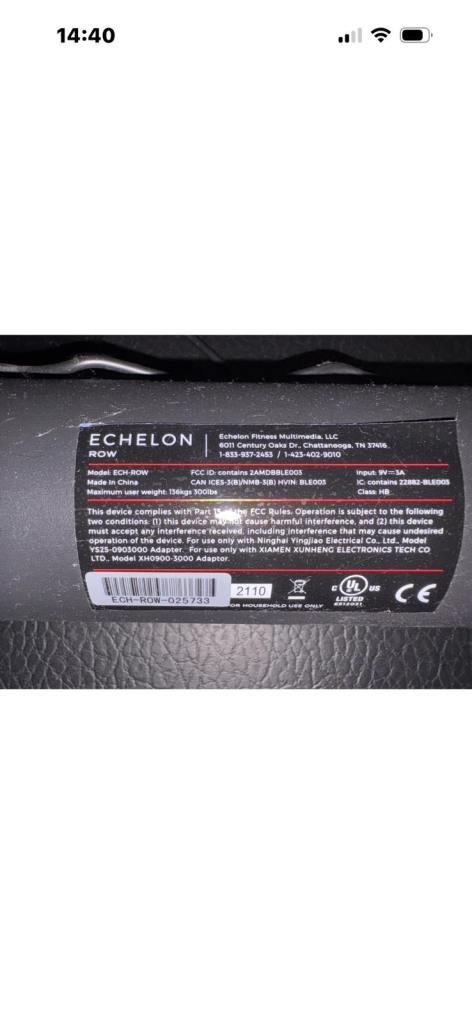 14:40
ECHELON
ROW
Echelon Fitness Multimedia, LLC
6011 Century Oaks Dr., Chattanooga, TN 37416
1-833-937-2453 / 1-423-402-9010
Model: ECH-ROW
Made in China
Maximum user weight: 136kgs 300lbs
FCC ID: contains 2AMDBBLE003
CAN ICES-3(B)/NMB-3(B) HVIN: BLE003
Input: 9V⎓3A
IC: contains 22882-BLE003
Class: HB
This device complies with Part 15 of the FCC Rules. Operation is subject to the following
two conditions: (1) this device may not cause harmful interference, and (2) this device
must accept any interference received, including interference that may cause undesired
operation of the device. For use only with Ninghai Yingjiao Electrical Co., Ltd., Model
YS25-0903000 Adapter. For use only with XIAMEN XUNHENG ELECTRONICS TECH CO
LTD., Model XH0900-3000 Adaptor.
ECH-ROW-025733
2110
FOR HOUSEHOLD USE ONLY
C UL US
LISTED
E512031
CE